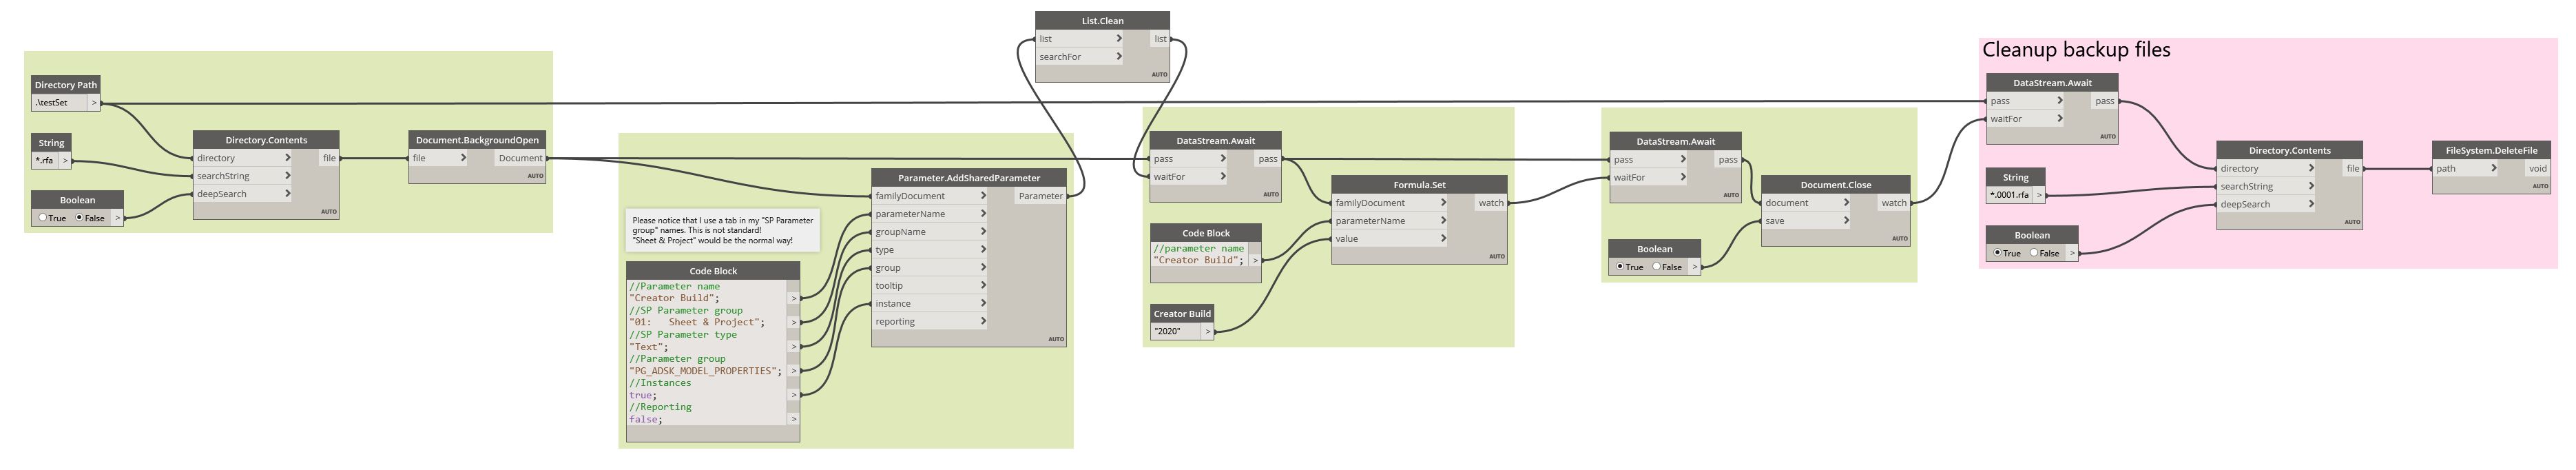 List.Clean
list
list
searchFor
AUTO
Directory Path
.\testSet
>
String
*.rfa
>
Boolean
True
False
>
Directory.Contents
directory
file
searchString
deepSearch
AUTO
Document.BackgroundOpen
file
Document
AUTO
Please notice that I use a tab in my "SP Parameter
group" names. This is not standard!
"Sheet & Project" would be the normal way!
Code Block
//Parameter name
"Creator Build"; >
//SP Parameter group
"01:   Sheet & Project"; >
//SP Parameter type
"Text"; >
//Parameter group
"PG_ADSK_MODEL_PROPERTIES"; >
//Instances
true; >
//Reporting
false; >
Parameter.AddSharedParameter
familyDocument
Parameter
parameterName
groupName
type
group
tooltip
instance
reporting
AUTO
DataStream.Await
pass
pass
waitFor
AUTO
Code Block
//parameter name
"Creator Build"; >
Creator Build
"2020" >
Formula.Set
familyDocument
watch
parameterName
value
AUTO
DataStream.Await
pass
pass
waitFor
AUTO
Boolean
True
False
>
Document.Close
document
watch
save
AUTO
Cleanup backup files
DataStream.Await
pass
pass
waitFor
AUTO
String
*.0001.rfa >
Boolean
True
False
>
Directory.Contents
directory
file
searchString
deepSearch
AUTO
FileSystem.DeleteFile
path
void
AUTO